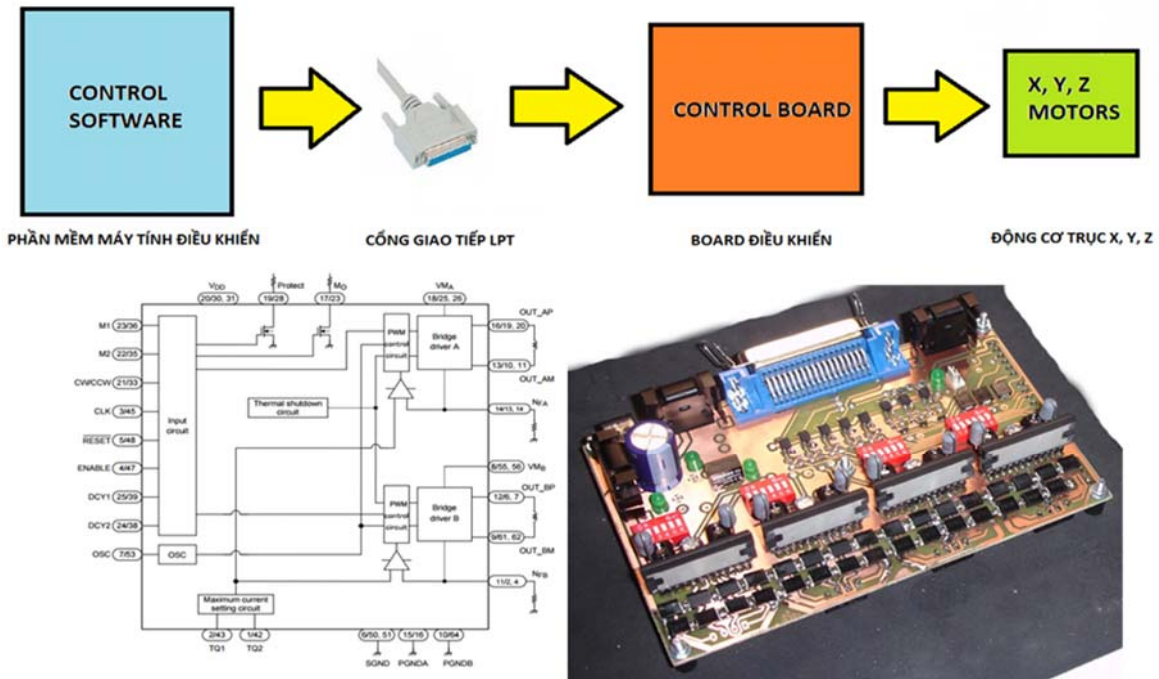 CONTROL
SOFTWARE
CONTROL BOARD
X, Y, Z
MOTORS
PHẦN MỀM MÁY TÍNH ĐIỀU KHIỂN
CỔNG GIAO TIẾP LPT
BOARD ĐIỀU KHIỂN
ĐỘNG CƠ TRỤC X, Y, Z
VDD
20/30, 31
Protect
19/28
MO
17/23
VMA
18/25, 26
M1 23/36
M2 22/35
CW/CCW 21/33
CLK 3/45
RESET 5/48
ENABLE 4/47
DCY1 25/39
DCY2 24/38
OSC 7/53
Input
circuit
OSC
Thermal shutdown
circuit
Maximum current
setting circuit
2/43
TQ1
1/42
TQ2
PWM
control
circuit
Bridge
driver A
OUT_AP
16/19, 20
13/10, 11
OUT_AM
NFA
14/13, 14
8/55, 56 VMB
PWM
control
circuit
Bridge
driver B
OUT_BP
12/6, 7
9/61, 62
OUT_BM
NFB
11/2, 4
6/50, 51
SGND
15/16
PGNDA
10/64
PGNDB